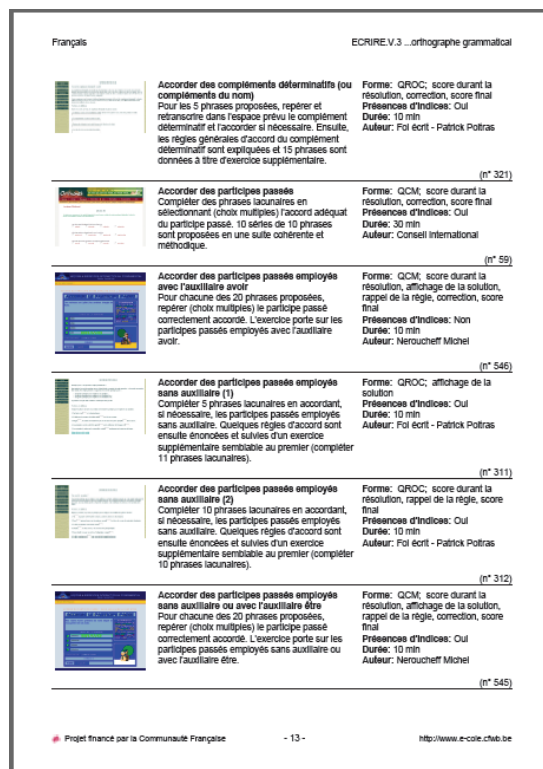 Français
ECRIRE.V.3 ...orthographe grammatical
Accorder des compléments déterminatifs (ou
compléments du nom)
Pour les 5 phrases proposées, repérer et
retranscrire dans l'espace prévu le complément
déterminatif et l'accorder si nécessaire. Ensuite,
les règles générales d'accord du complément
déterminatif sont expliquées et 15 phrases sont
données à titre d'exercice supplémentaire.
Forme: QROC; score durant la
résolution, correction, score final
Présences d'Indices: Oui
Durée: 10 min
Auteur: Fol écrit - Patrick Poitras
(n° 321)
Accorder des participes passés
Compléter des phrases lacunaires en
sélectionnant (choix multiples) l'accord adéquat
du participe passé. 10 séries de 10 phrases
sont proposées en une suite cohérente et
méthodique.
Forme: QCM; score durant la
résolution, correction, score final
Présences d'Indices: Oui
Durée: 30 min
Auteur: Conseil International
(n° 59)
Accorder des participes passés employés
avec l'auxiliaire avoir
Pour chacune des 20 phrases proposées,
repérer (choix multiples) le participe passé
correctement accordé. L'exercice porte sur les
participes passés employés avec l'auxiliaire
avoir.
Forme: QCM; score durant la
résolution, affichage de la solution,
rappel de la règle, correction, score
final
Présences d'Indices: Non
Durée: 10 min
Auteur: Neroucheff Michel
(n° 546)
Accorder des participes passés employés
sans auxiliaire (1)
Compléter 5 phrases lacunaires en accordant,
si nécessaire, les participes passés employés
sans auxiliaire. Quelques règles d'accord sont
ensuite énoncées et suivies d'un exercice
supplémentaire semblable au premier (compléter
11 phrases lacunaires).
Forme: QROC; affichage de la
solution
Présences d'Indices: Oui
Durée: 10 min
Auteur: Fol écrit - Patrick Poitras
(n° 311)
Accorder des participes passés employés
sans auxiliaire (2)
Compléter 10 phrases lacunaires en accordant,
si nécessaire, les participes passés employés
sans auxiliaire. Quelques règles d'accord sont
ensuite énoncées et suivies d'un exercice
supplémentaire semblable au premier (compléter
10 phrases lacunaires).
Forme: QROC; score durant la
résolution, rappel de la règle, score
final
Présences d'Indices: Oui
Durée: 10 min
Auteur: Fol écrit - Patrick Poitras
(n° 312)
Accorder des participes passés employés
sans auxiliaire ou avec l'auxiliaire être
Pour chacune des 20 phrases proposées,
repérer (choix multiples) le participe passé
correctement accordé. L'exercice porte sur les
participes passés employés sans auxiliaire ou
avec l'auxiliaire être.
Forme: QCM; score durant la
résolution, affichage de la solution,
rappel de la règle, correction, score
final
Présences d'Indices: Oui
Durée: 10 min
Auteur: Neroucheff Michel
(n° 545)
Projet financé par la Communauté Française
- 13 -
http://www.e-cole.cfwb.be